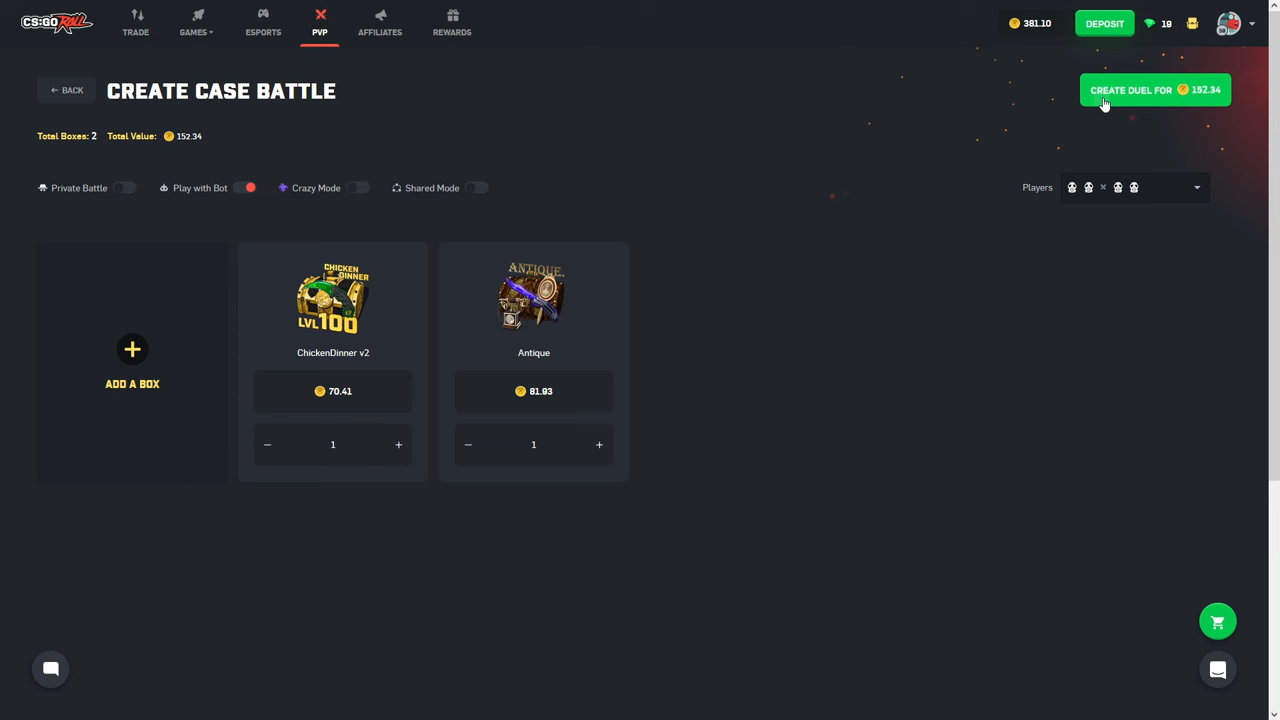 CS:GO ROLL
TRADE
GAMES
ESPORTS
PVP
AFFILIATES
REWARDS
381.10
DEPOSIT
19
50
← BACK
CREATE CASE BATTLE
CREATE DUEL FOR 152.34
Total Boxes: 2 Total Value: 152.34
Private Battle
Play with Bot
Crazy Mode
Shared Mode
Players
ADD A BOX
CHICKEN
DINNER
LVL100
ChickenDinner v2
70.41
− 1 +
ANTIQUE
Antique
81.93
− 1 +